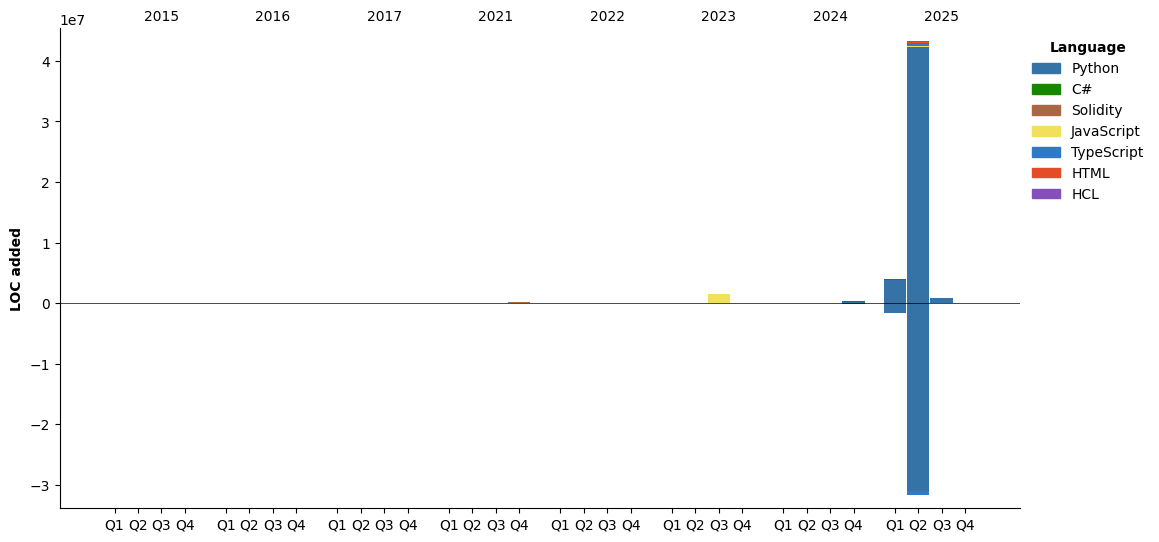 1e7
2015 2016 2017 2021 2022 2023 2024 2025
LOC added
4
3
2
1
0
−1
−2
−3
Q1 Q2 Q3 Q4 Q1 Q2 Q3 Q4 Q1 Q2 Q3 Q4 Q1 Q2 Q3 Q4 Q1 Q2 Q3 Q4 Q1 Q2 Q3 Q4 Q1 Q2 Q3 Q4 Q1 Q2 Q3 Q4
Language
Python
C#
Solidity
JavaScript
TypeScript
HTML
HCL